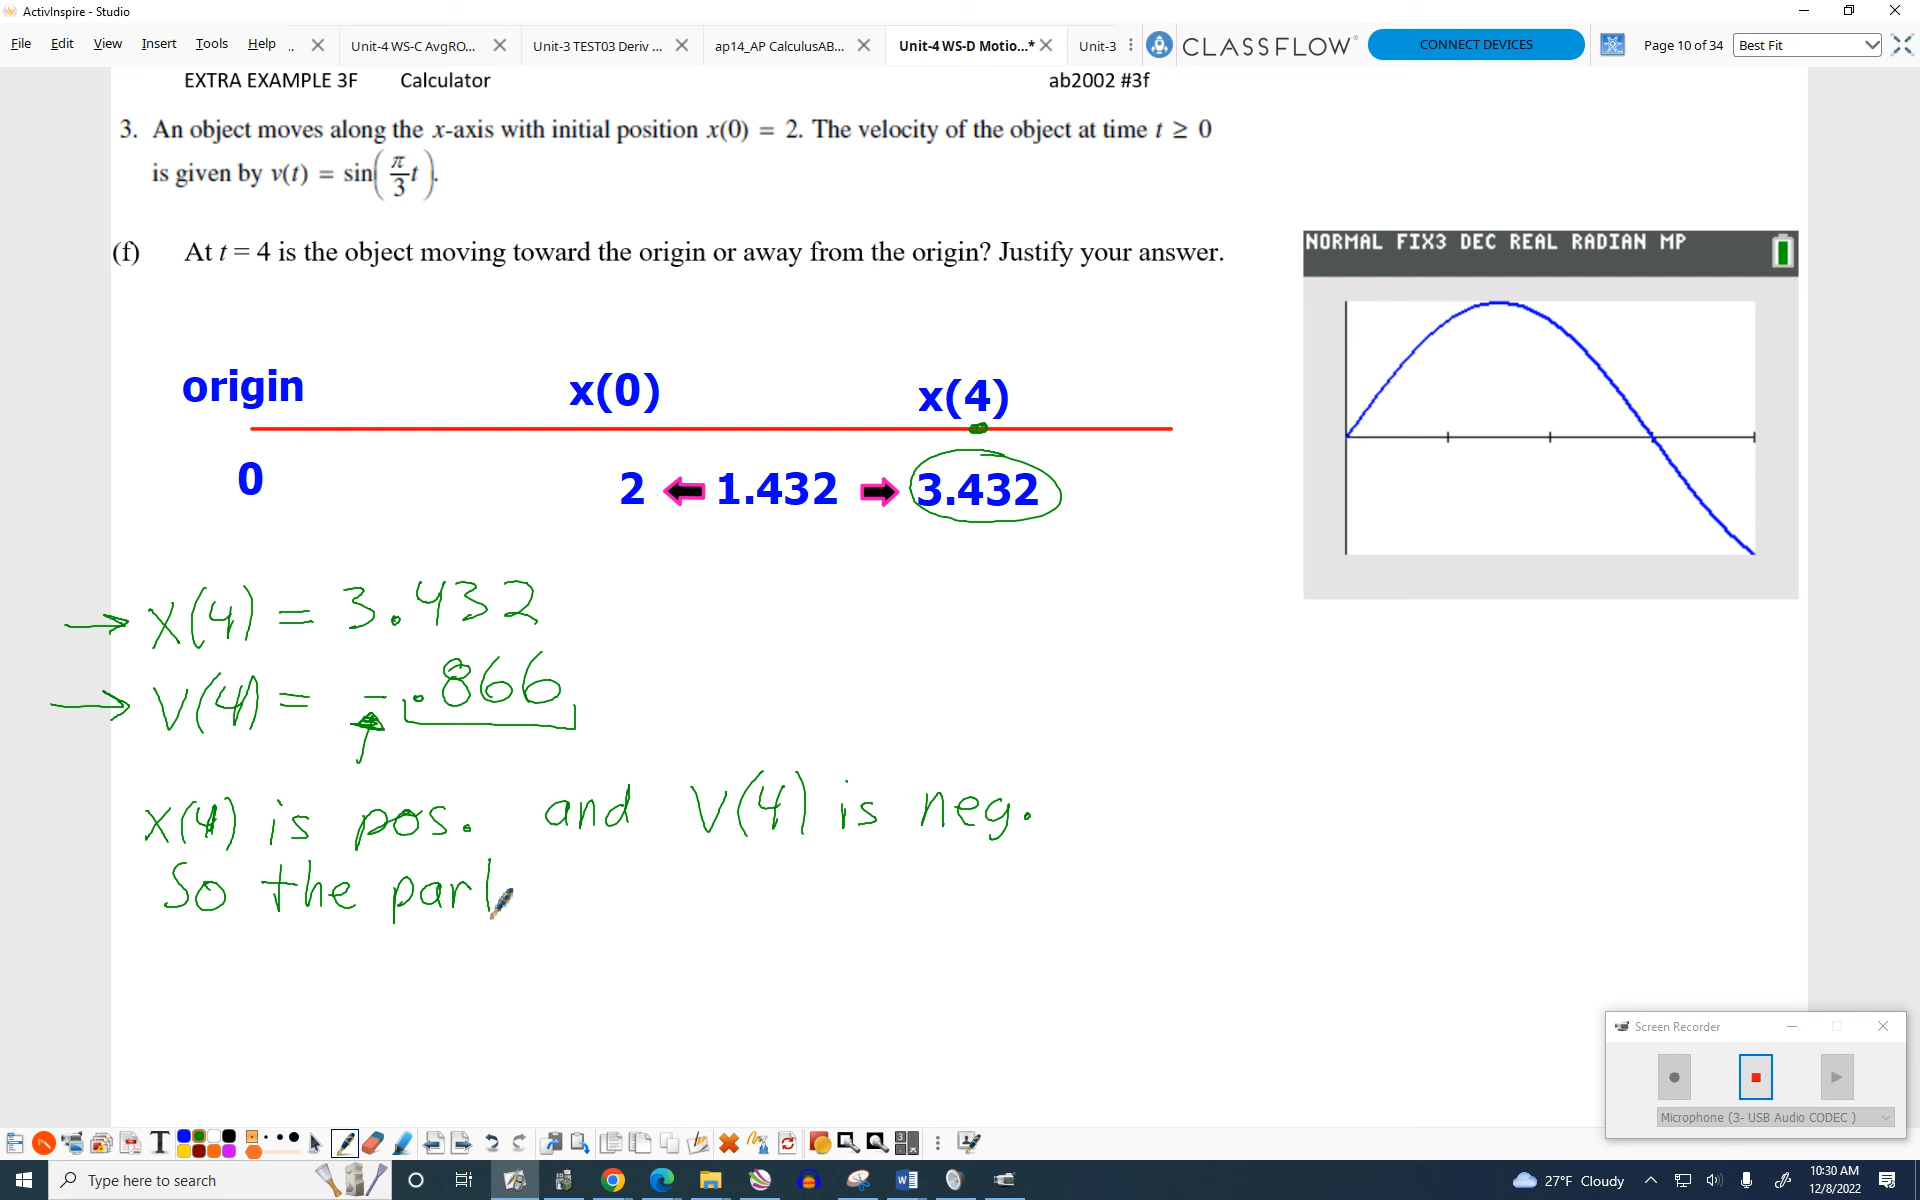 ActivInspire - Studio
File Edit View Insert Tools Help .. Unit-4 WS-C AvgRO... Unit-3 TEST03 Deriv ... ap14_AP CalculusAB... Unit-4 WS-D Motio...* Unit-3 CLASSFLOW CONNECT DEVICES Page 10 of 34 Best Fit
EXTRA EXAMPLE 3F Calculator ab2002 #3f
3. An object moves along the x-axis with initial position x(0) = 2. The velocity of the object at time t ≥ 0
is given by v(t) = sin(π/3 t).
(f) At t = 4 is the object moving toward the origin or away from the origin? Justify your answer.
NORMAL FIX3 DEC REAL RADIAN MP
origin x(0) x(4)
0 2 ← 1.432 → 3.432
→ x(4) = 3.432
→ v(4) = -.866
x(4) is pos. and v(4) is neg.
So the part
Screen Recorder
Microphone (3- USB Audio CODEC )
Type here to search
27°F Cloudy
10:30 AM
12/8/2022